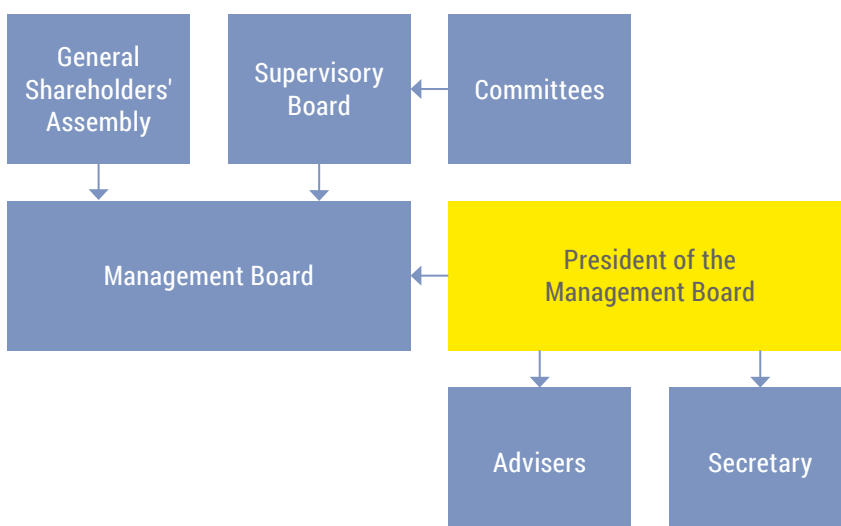 General
Shareholders'
Assembly
Supervisory
Board
Committees
Management Board
President of the
Management Board
Advisers
Secretary